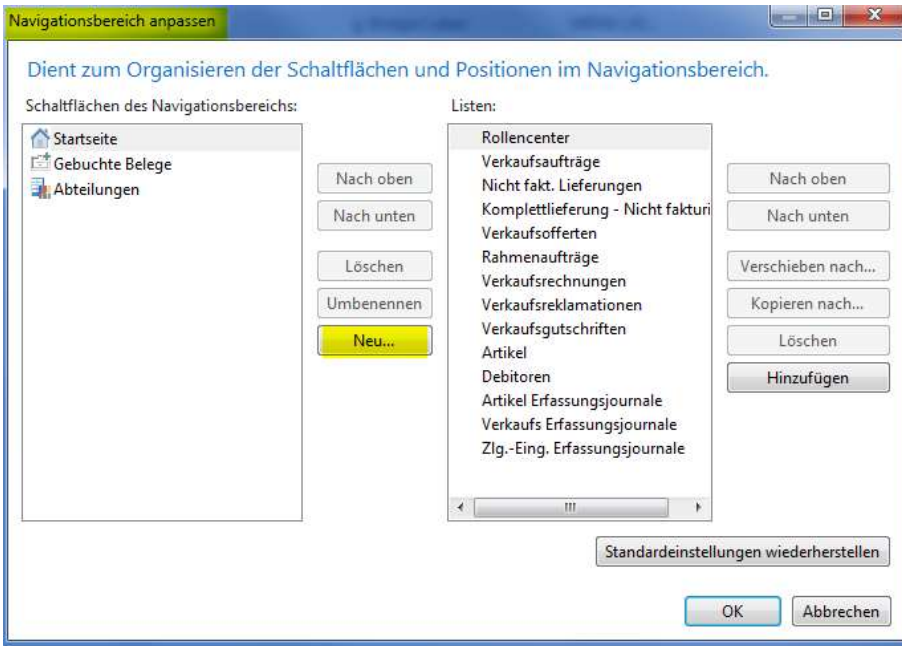 Navigationsbereich anpassen
Dient zum Organisieren der Schaltflächen und Positionen im Navigationsbereich.
Schaltflächen des Navigationsbereichs:
Startseite
Gebuchte Belege
Abteilungen
Nach oben
Nach unten
Löschen
Umbenennen
Neu...
Listen:
Rollencenter
Verkaufsaufträge
Nicht fakt. Lieferungen
Komplettlieferung - Nicht fakturi
Verkaufsofferten
Rahmenaufträge
Verkaufsrechnungen
Verkaufsreklamationen
Verkaufsgutschriften
Artikel
Debitoren
Artikel Erfassungsjournale
Verkaufs Erfassungsjournale
Zlg.-Eing. Erfassungsjournale
Nach oben
Nach unten
Verschieben nach...
Kopieren nach...
Löschen
Hinzufügen
Standardeinstellungen wiederherstellen
OK
Abbrechen